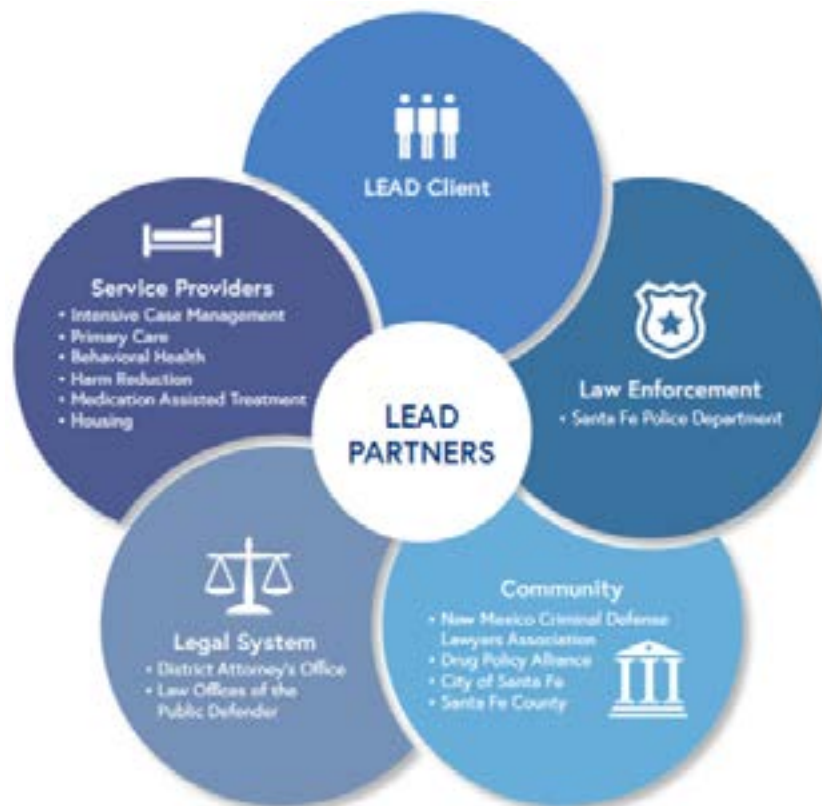 LEAD Client
Service Providers
• Intensive Case Management
• Primary Care
• Behavioral Health
• Harm Reduction
• Medication Assisted Treatment
• Housing
Law Enforcement
• Santa Fe Police Department
LEAD
PARTNERS
Legal System
• District Attorney's Office
• Law Offices of the
Public Defender
Community
• New Mexico Criminal Defense
Lawyers Association
• Drug Policy Alliance
• City of Santa Fe
• Santa Fe County